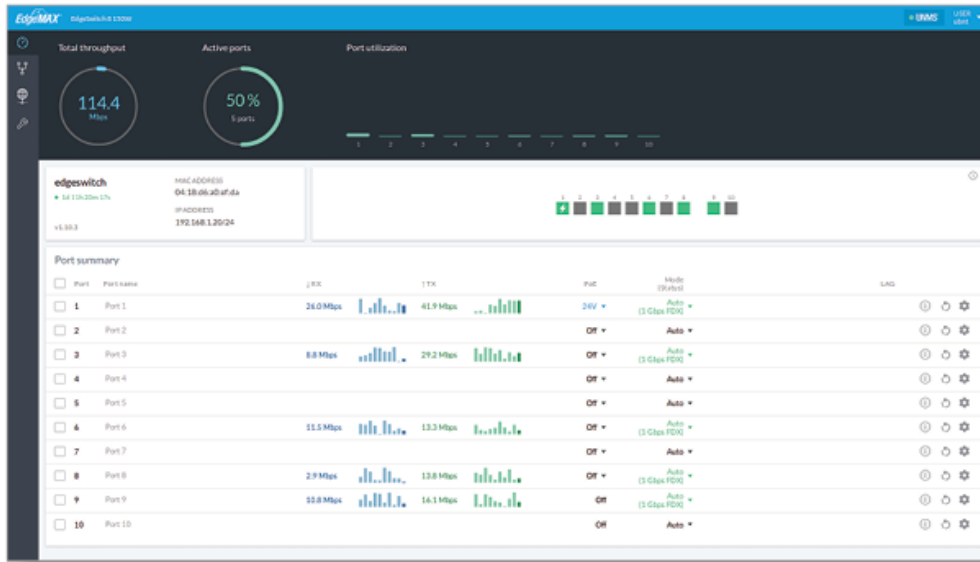 EdgeMAX EdgeSwitch 8 150W UNMS USER ubnt
Total throughput Active ports Port utilization
114.4 Mbps
50% 5 ports
1 2 3 4 5 6 7 8 9 10
edgeswitch
1d 11h 20m 17s
v1.10.3
MAC ADDRESS
04:18:d6:a0:af:da
IP ADDRESS
192.168.1.20/24
1 2 3 4 5 6 7 8 9 10
Port summary
Port Port name ↓RX ↑TX PoE Mode (Status) LAG
1 Port 1 26.0 Mbps 41.9 Mbps 24V Auto (1 Gbps FDX)
2 Port 2 Off Auto
3 Port 3 8.8 Mbps 29.2 Mbps Off Auto (1 Gbps FDX)
4 Port 4 Off Auto
5 Port 5 Off Auto
6 Port 6 11.5 Mbps 13.3 Mbps Off Auto (1 Gbps FDX)
7 Port 7 Off Auto
8 Port 8 2.9 Mbps 13.8 Mbps Off Auto (1 Gbps FDX)
9 Port 9 10.8 Mbps 16.1 Mbps Off Auto (1 Gbps FDX)
10 Port 10 Off Auto